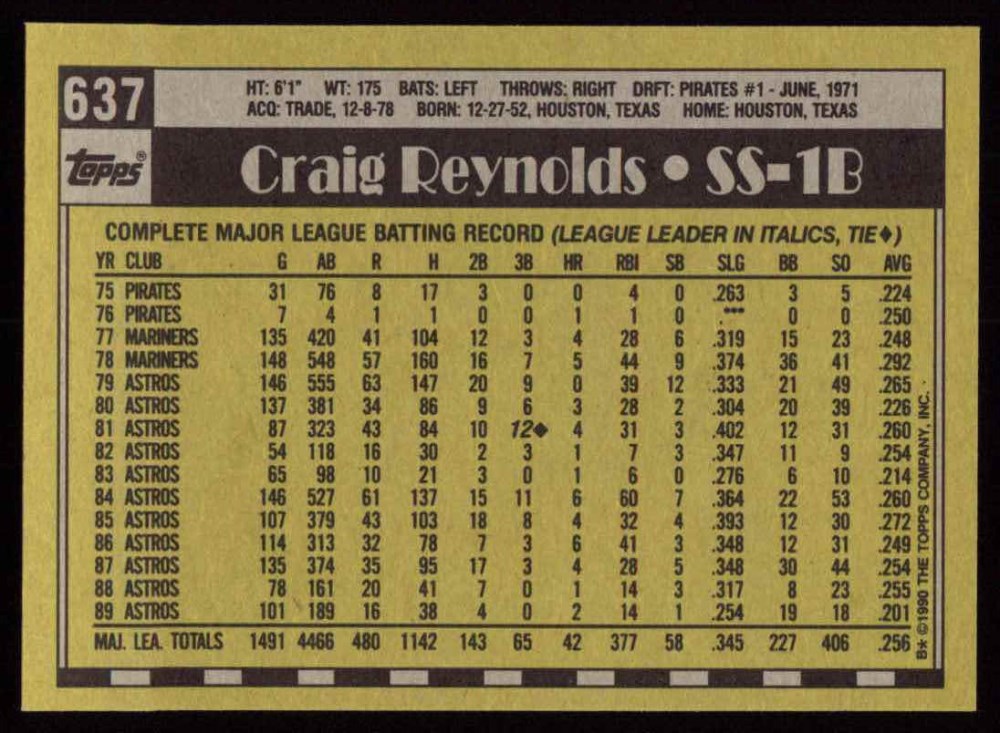 637
HT: 6'1" WT: 175 BATS: LEFT THROWS: RIGHT DRFT: PIRATES #1 - JUNE, 1971
ACQ: TRADE, 12-8-78 BORN: 12-27-52, HOUSTON, TEXAS HOME: HOUSTON, TEXAS
topps®
Craig Reynolds • SS-1B
COMPLETE MAJOR LEAGUE BATTING RECORD (LEAGUE LEADER IN ITALICS, TIE♦)
YR CLUB G AB R H 2B 3B HR RBI SB SLG BB SO AVG
75 PIRATES 31 76 8 17 3 0 0 4 0 .263 3 5 .224
76 PIRATES 7 4 1 1 0 0 1 1 0 .*** 0 0 .250
77 MARINERS 135 420 41 104 12 3 4 28 6 .319 15 23 .248
78 MARINERS 148 548 57 160 16 7 5 44 9 .374 36 41 .292
79 ASTROS 146 555 63 147 20 9 0 39 12 .333 21 49 .265
80 ASTROS 137 381 34 86 9 6 3 28 2 .304 20 39 .226
81 ASTROS 87 323 43 84 10 12♦ 4 31 3 .402 12 31 .260
82 ASTROS 54 118 16 30 2 3 1 7 3 .347 11 9 .254
83 ASTROS 65 98 10 21 3 0 1 6 0 .276 6 10 .214
84 ASTROS 146 527 61 137 15 11 6 60 7 .364 22 53 .260
85 ASTROS 107 379 43 103 18 8 4 32 4 .393 12 30 .272
86 ASTROS 114 313 32 78 7 3 6 41 3 .348 12 31 .249
87 ASTROS 135 374 35 95 17 3 4 28 5 .348 30 44 .254
88 ASTROS 78 161 20 41 7 0 1 14 3 .317 8 23 .255
89 ASTROS 101 189 16 38 4 0 2 14 1 .254 19 18 .201
MAJ. LEA. TOTALS 1491 4466 480 1142 143 65 42 377 58 .345 227 406 .256
B* ©1990 THE TOPPS COMPANY, INC.